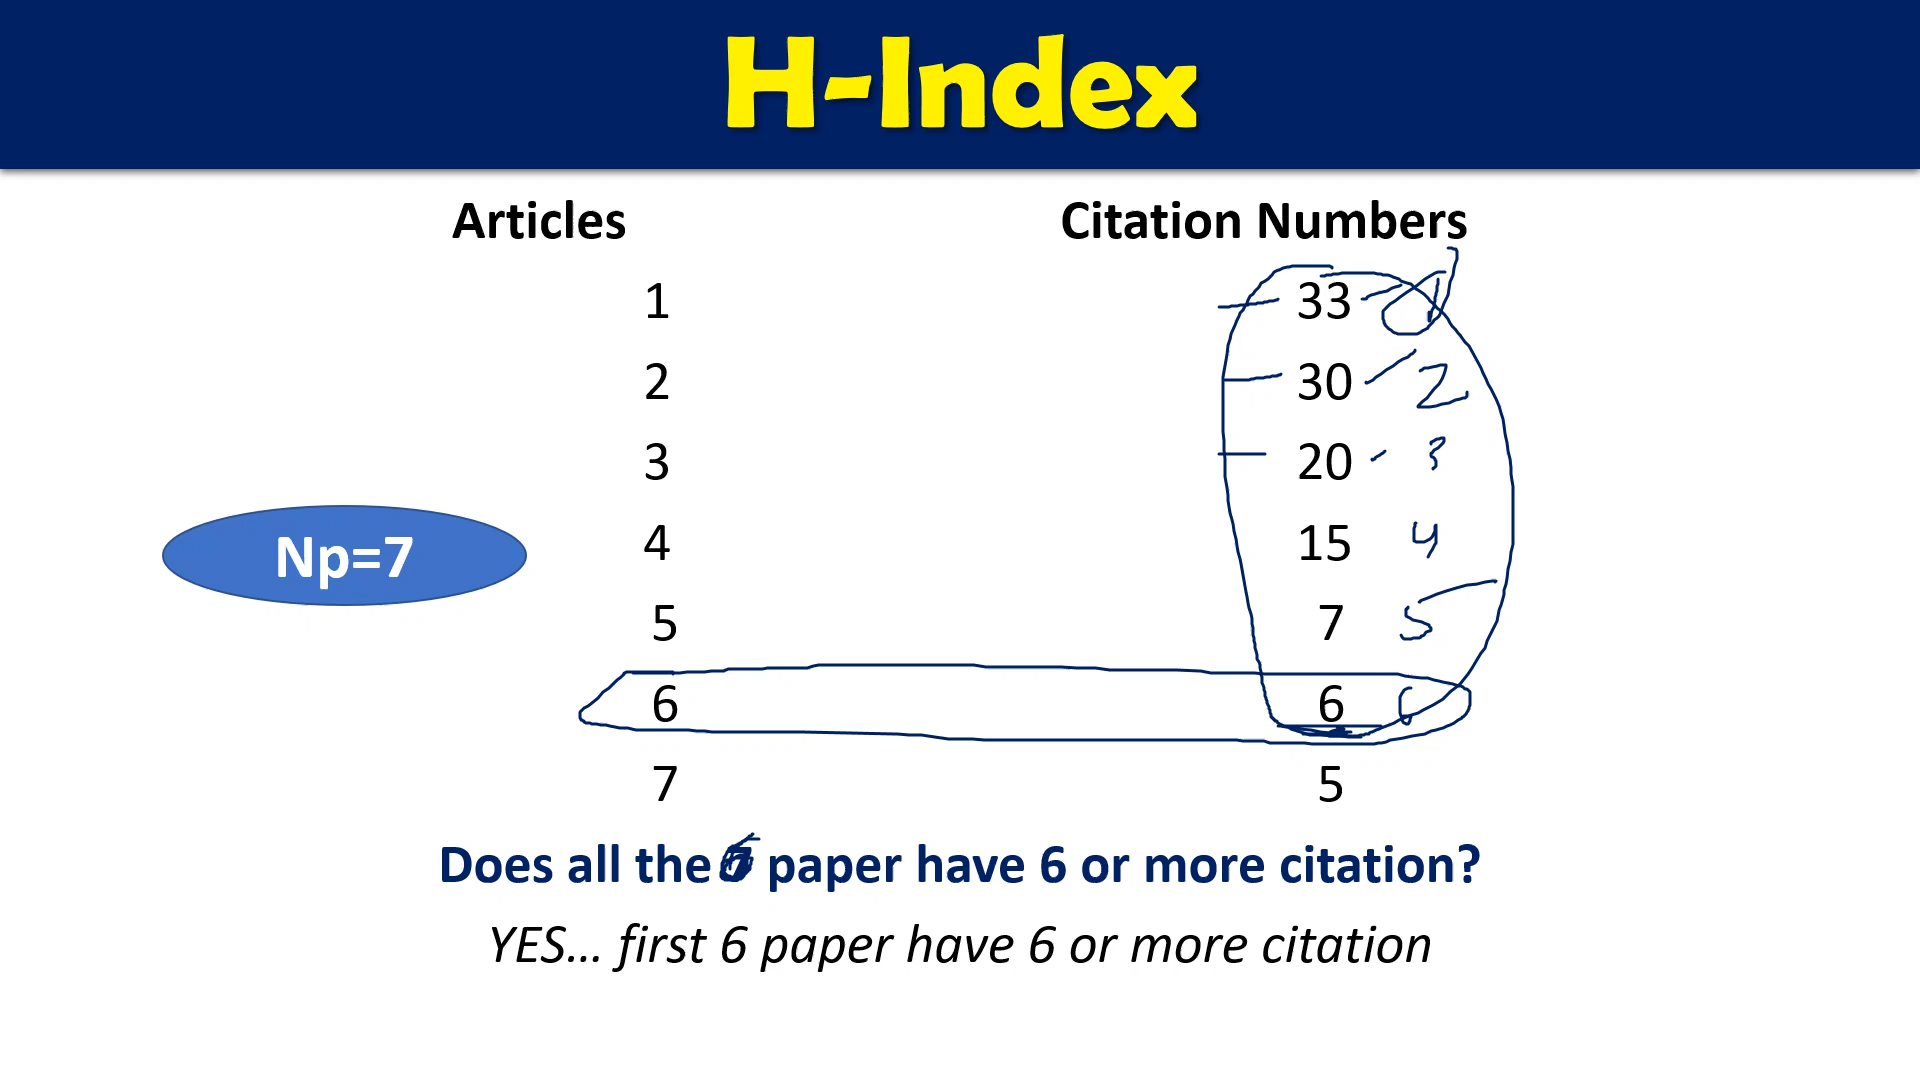 H-Index
Articles Citation Numbers
1 33 1
2 30 2
3 20 3
4 15 4
Np=7
5 7 5
6 6 6
7 5
Does all the 6 paper have 6 or more citation?
YES... first 6 paper have 6 or more citation